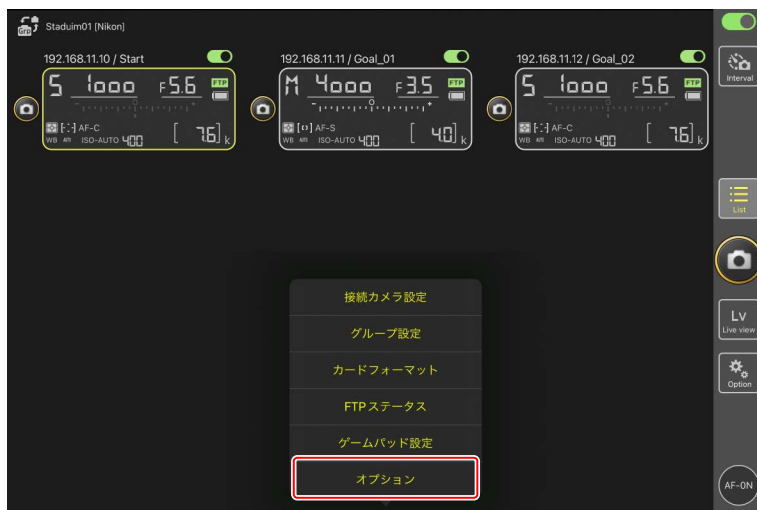 Grp
Staduim01 [Nikon]
192.168.11.10 / Start
192.168.11.11 / Goal_01
192.168.11.12 / Goal_02
S 1000 F5.6 FTP
AF-C
WB AUTO ISO-AUTO 400 [ 7.6] k
M 4000 F3.5 FTP
AF-S
WB AUTO ISO-AUTO 400 [ 4.0] k
S 1000 F5.6 FTP
AF-C
WB AUTO ISO-AUTO 400 [ 7.6] k
Interval
List
Lv
Live view
Option
AF-ON
接続カメラ設定
グループ設定
カードフォーマット
FTPステータス
ゲームパッド設定
オプション